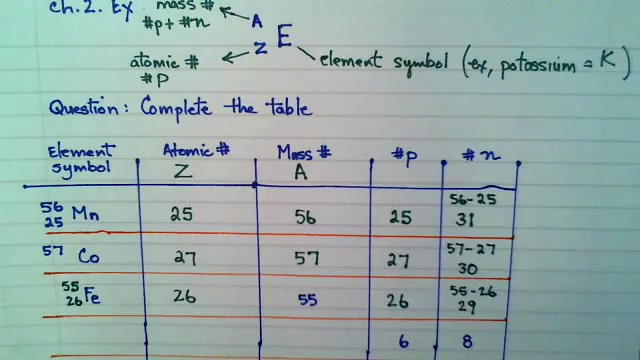 ch. 2. Ex. mass #
#p + #n
A
Z E
atomic #
#p
element symbol (ex, potassium = K)
Question: Complete the table
Element symbol Atomic # Z Mass # A #p #n
56 25 Mn 25 56 25 56-25 31
57 Co 27 57 27 57-27 30
55 26 Fe 26 55 26 55-26 29
6 8